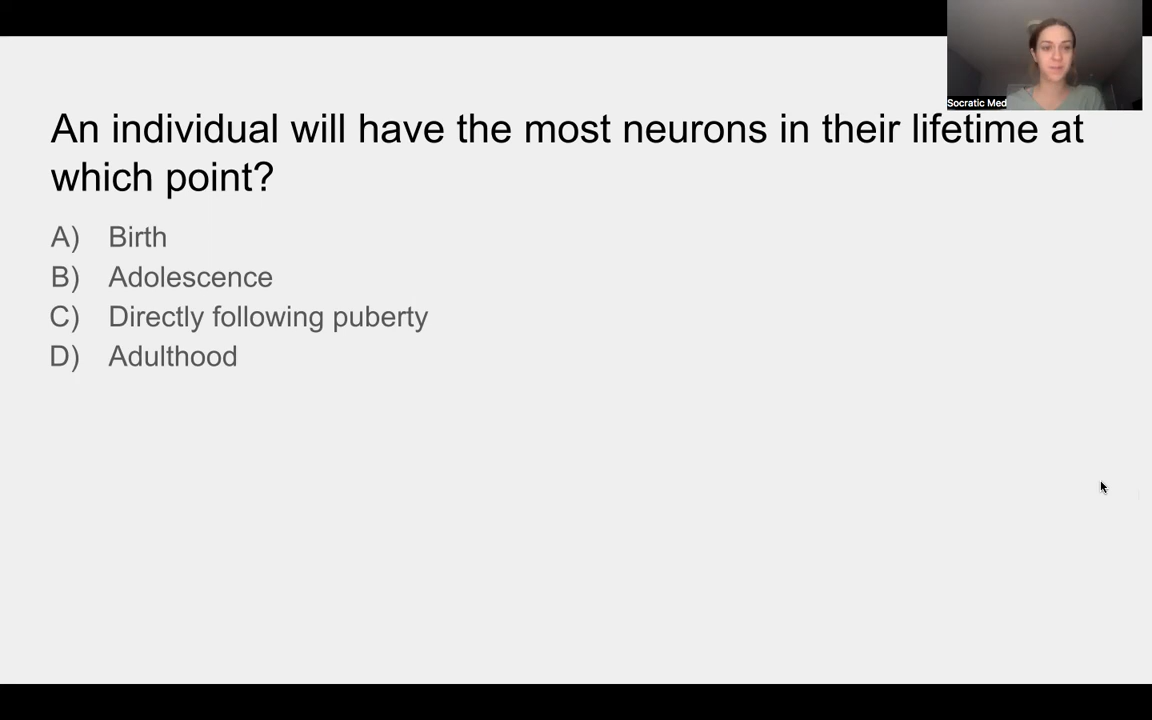 Socratic Med
An individual will have the most neurons in their lifetime at
which point?
A) Birth
B) Adolescence
C) Directly following puberty
D) Adulthood